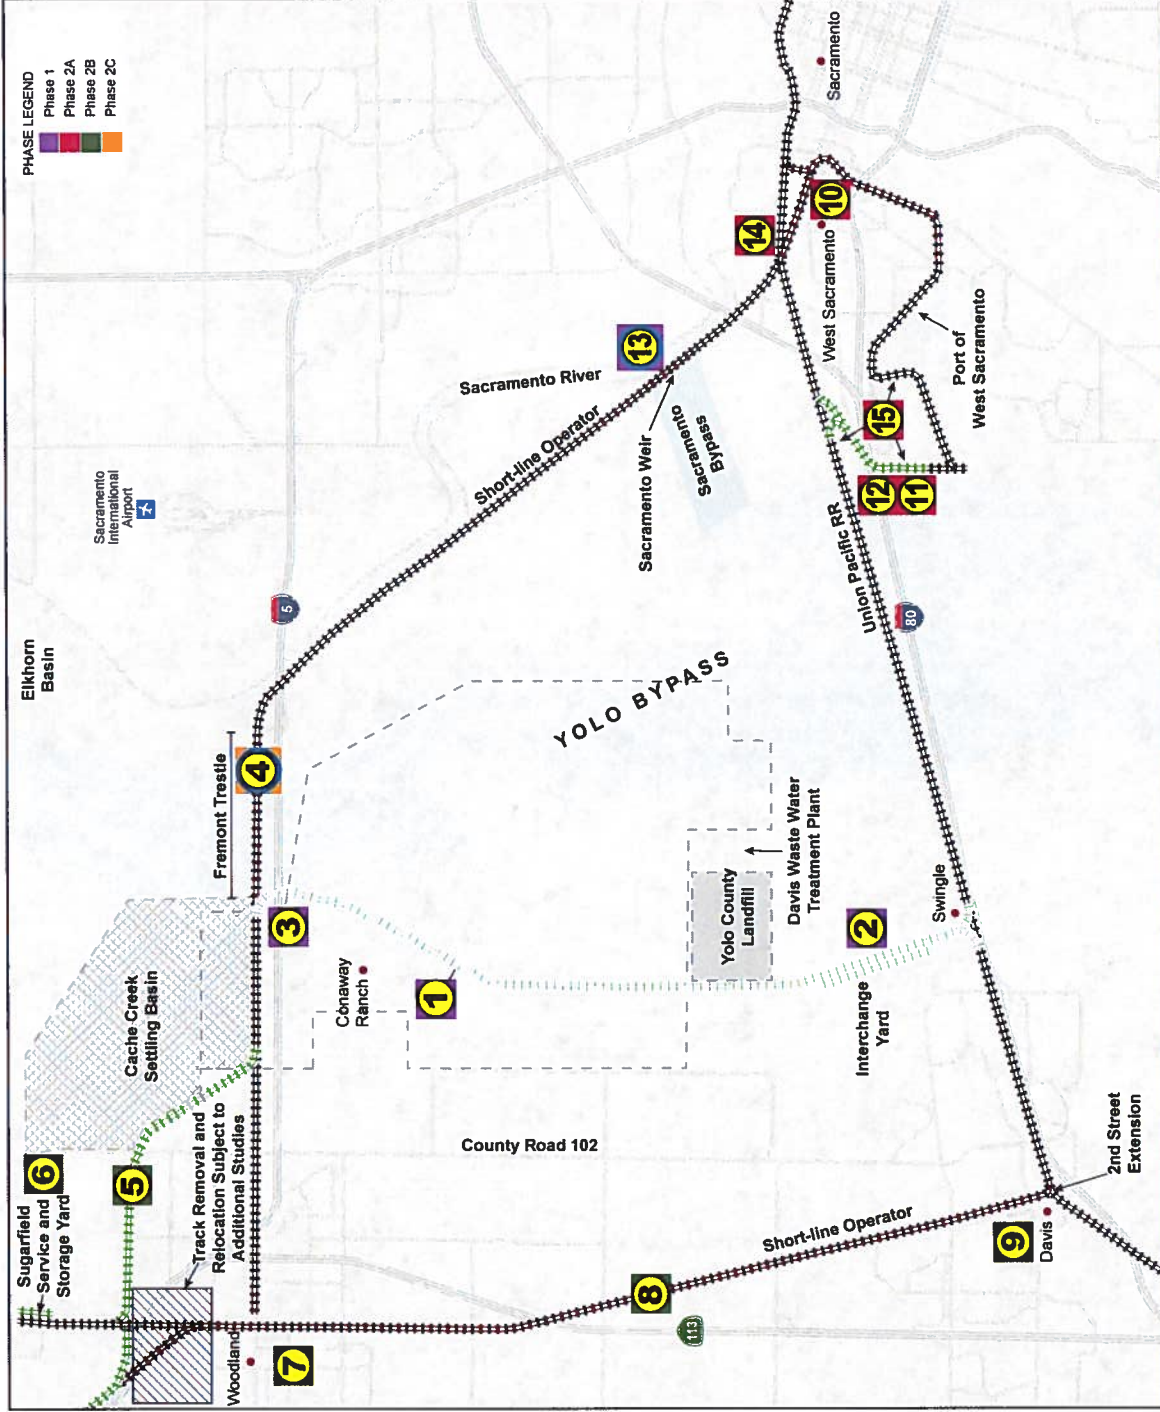 PHASE LEGEND
Phase 1
Phase 2A
Phase 2B
Phase 2C
Sugarfield
Service and
Storage Yard
6
5
Cache Creek
Settling Basin
Track Removal and
Relocation Subject to
Additional Studies
Woodland
7
Fremont Trestle
4
Elkhorn
Basin
Sacramento
International
Airport
5
3
Conaway
Ranch
1
County Road 102
8
113
Short-line Operator
9
Davis
2nd Street
Extension
Interchange
Yard
2
Swingle
Yolo County
Landfill
Davis Waste Water
Treatment Plant
YOLO BYPASS
Short-line Operator
Sacramento River
13
Sacramento Weir
Sacramento
Bypass
Union Pacific RR
80
12
11
15
14
West Sacramento
10
Port of
West Sacramento
Sacramento